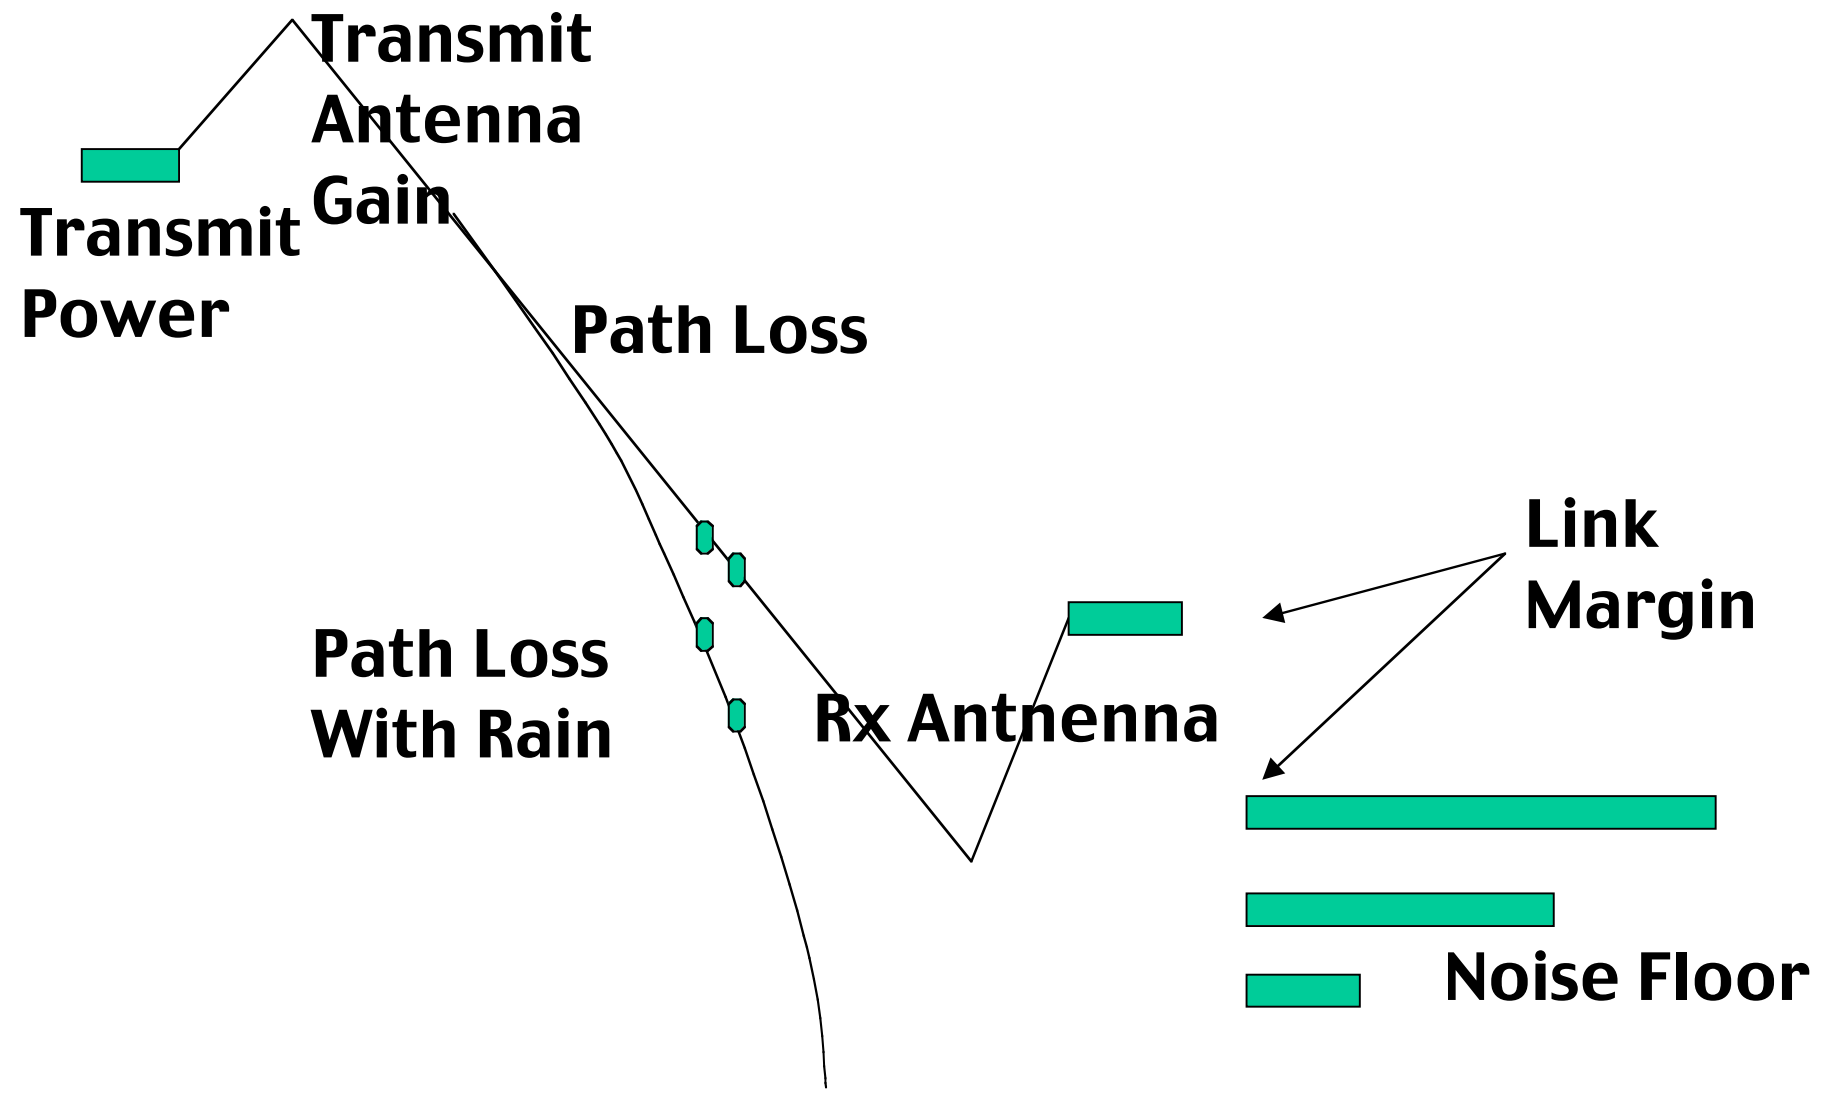 Transmit
Antenna
Gain
Transmit
Power
Path Loss
Link
Margin
Path Loss
With Rain
Rx Antnenna
Noise Floor